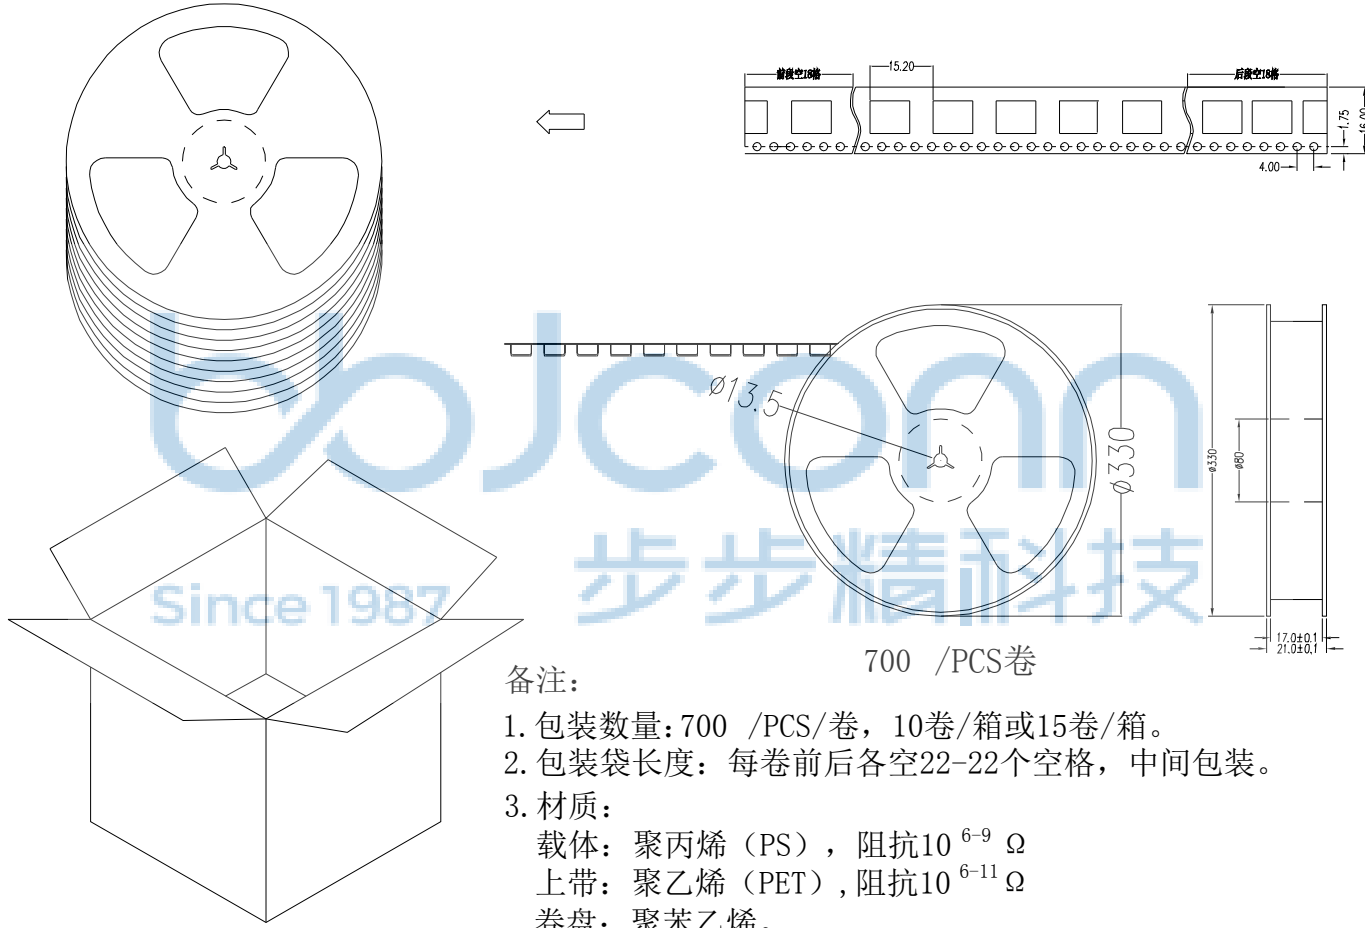 前段空18格
15.20
后段空18格
1.75
16.00
4.00
ø13.5
ø330
ø330
ø80
17.0±0.1
21.0±0.1
bbjconn
步步精科技
Since 1987
700 /PCS卷
备注：
1.包装数量:700 /PCS/卷，10卷/箱或15卷/箱。
2.包装袋长度：每卷前后各空22-22个空格，中间包装。
3.材质：
载体：聚丙烯（PS），阻抗10 6-9 Ω
上带：聚乙烯（PET）,阻抗10 6-11 Ω
卷盘：聚苯乙烯。